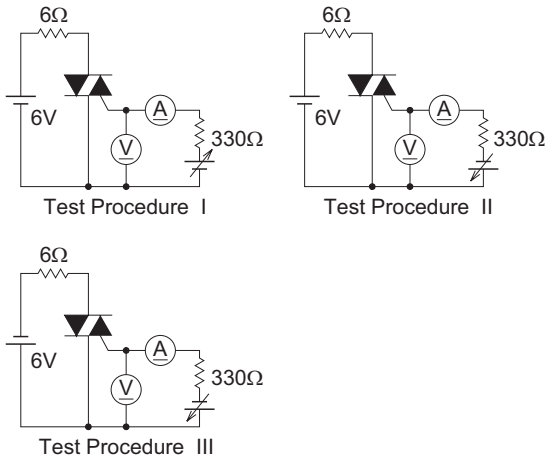 6Ω
6V
A
V
330Ω
Test Procedure I
6Ω
6V
A
V
330Ω
Test Procedure II
6Ω
6V
A
V
330Ω
Test Procedure III